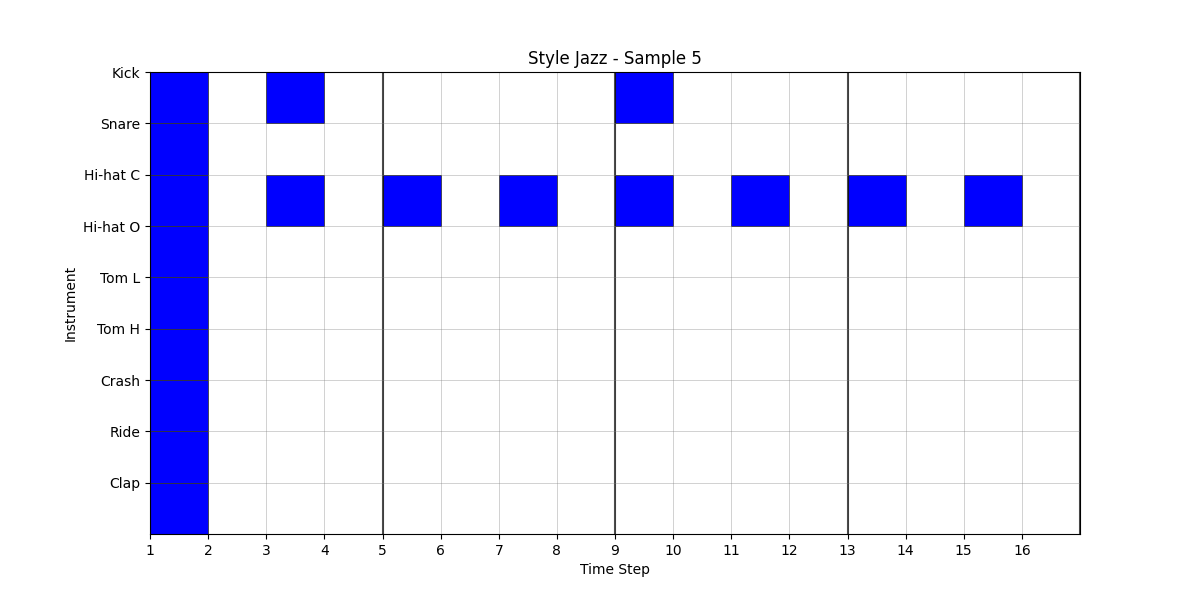 Style Jazz - Sample 5
Instrument
Kick
Snare
Hi-hat C
Hi-hat O
Tom L
Tom H
Crash
Ride
Clap
1 2 3 4 5 6 7 8 9 10 11 12 13 14 15 16
Time Step